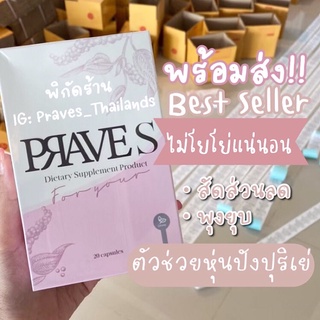 พิกัดร้าน
IG: Praves_Thailands
PRAVE S
Dietary Supplement Product
For your
20 capsules
พร้อมส่ง!!
Best Seller
ไม่โยโย่แน่นอน
• สัดส่วนลด
• พุงยุบ
ตัวช่วยหุ่นปังปุริเย่